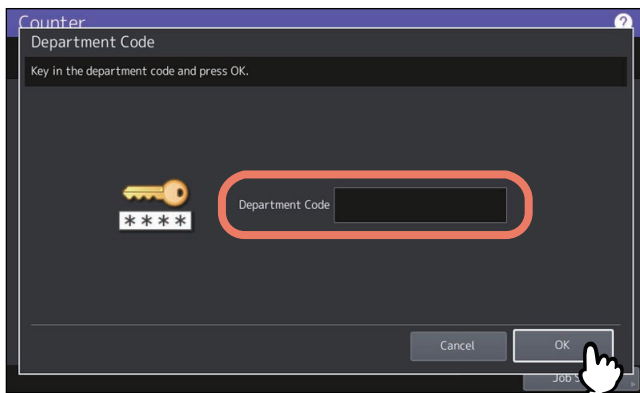 Counter
?
Department Code
Key in the department code and press OK.
Department Code
****
Cancel
OK
Job S